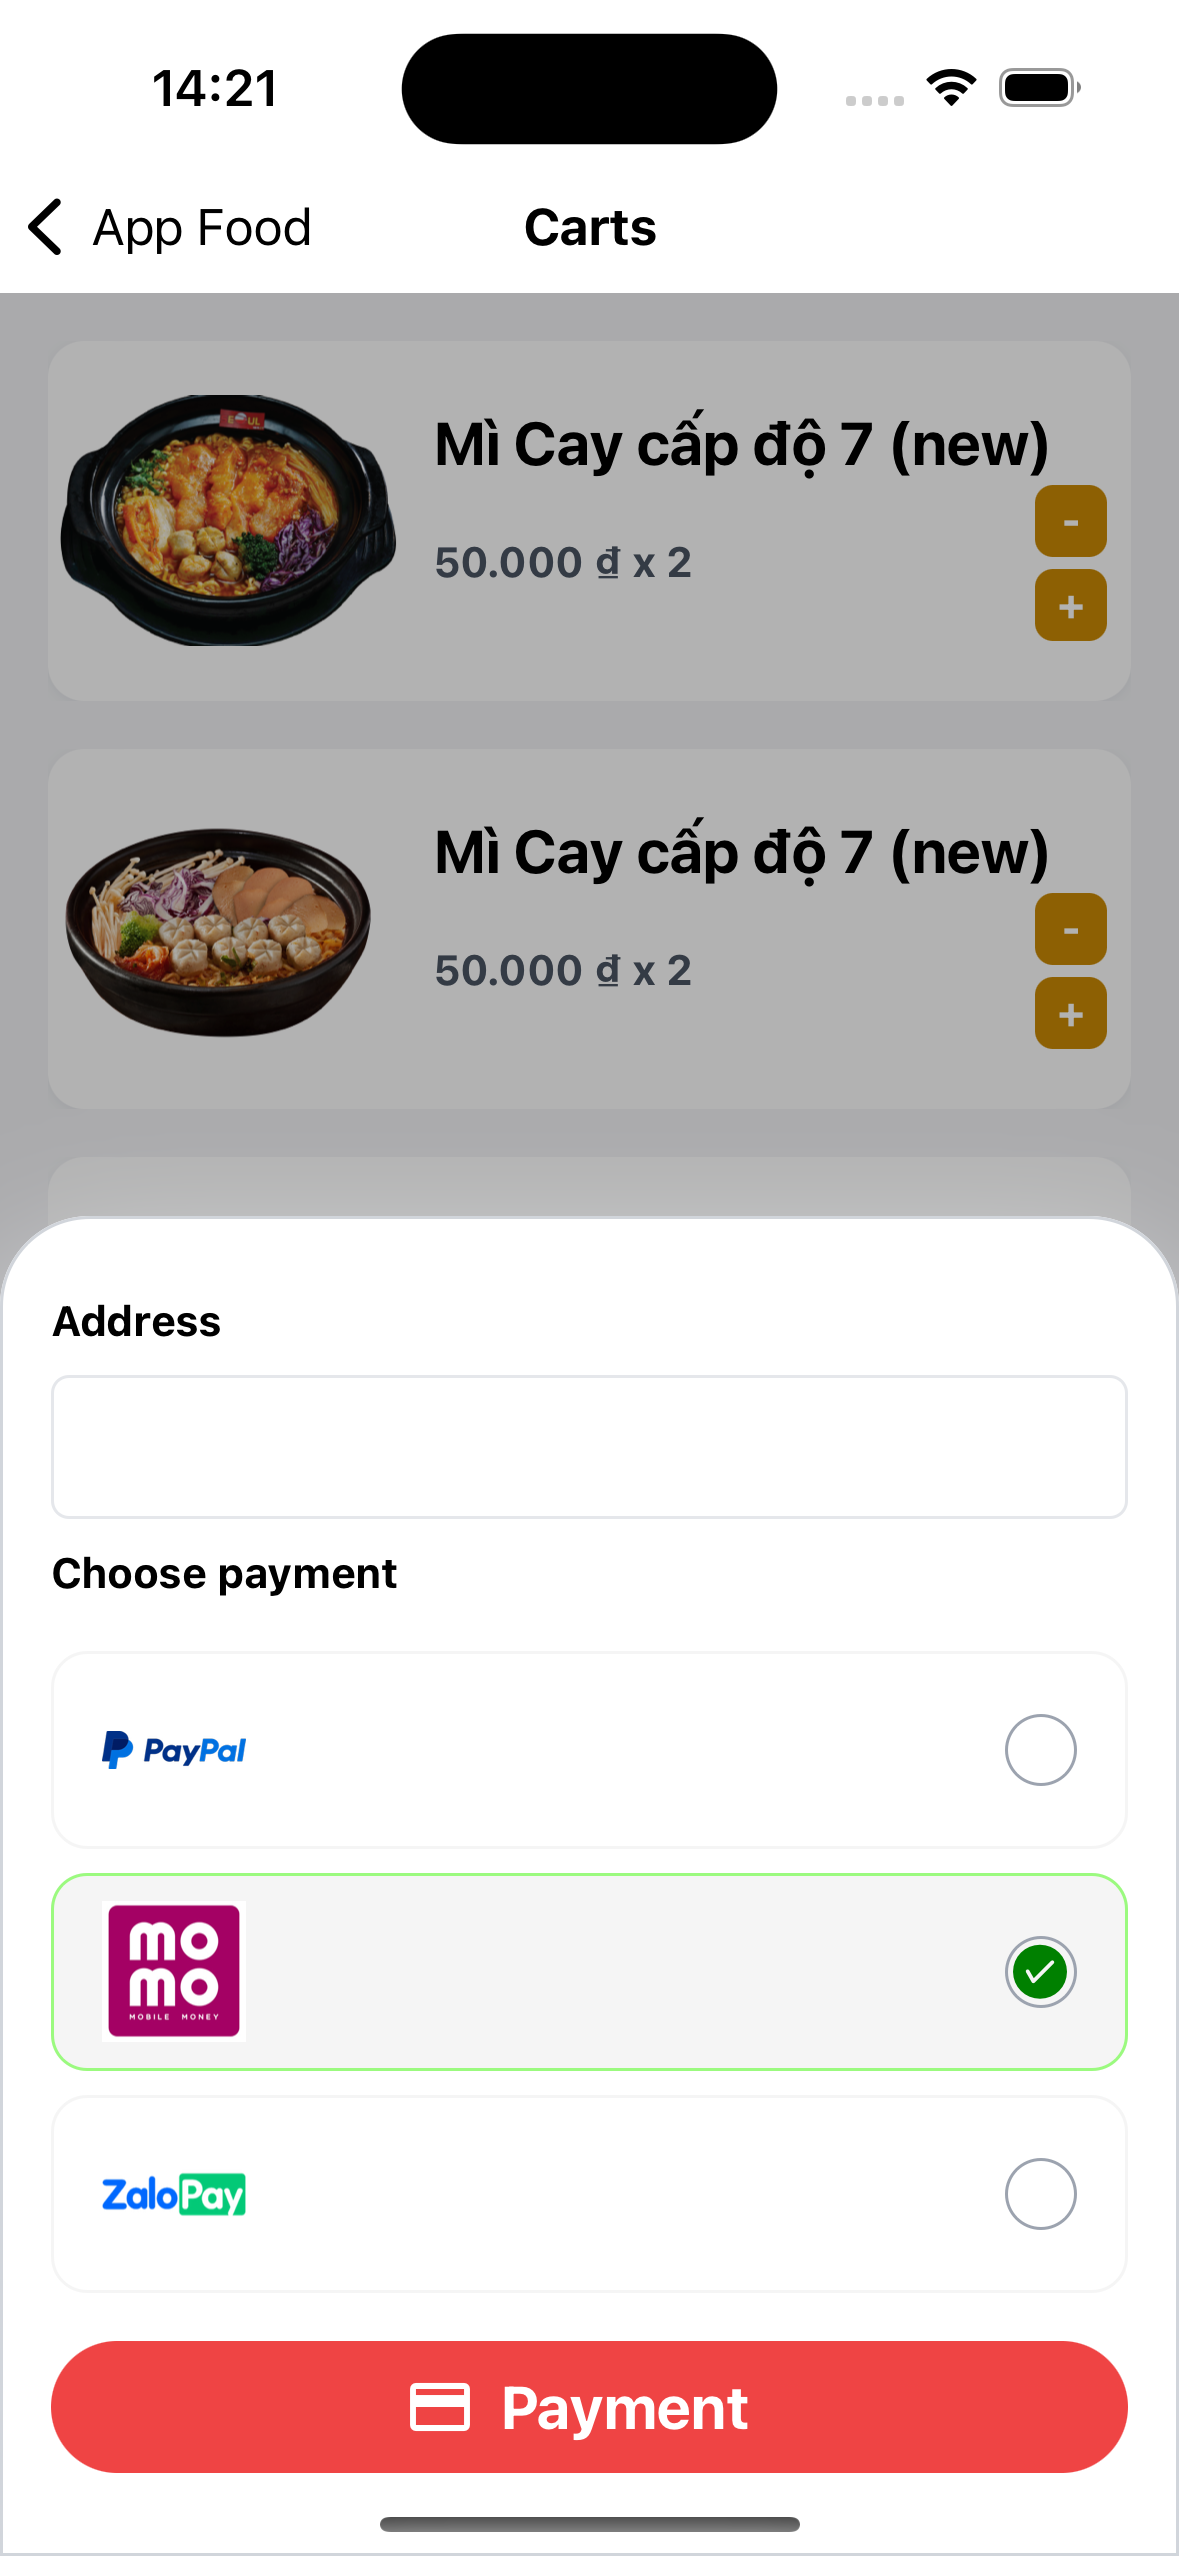 14:21
App Food
Carts
EOUL
Mì Cay cấp độ 7 (new)
-
50.000 ₫ x 2
+
Mì Cay cấp độ 7 (new)
-
50.000 ₫ x 2
+
Address
Choose payment
PayPal
mo
mo
MOBILE MONEY
ZaloPay
Payment